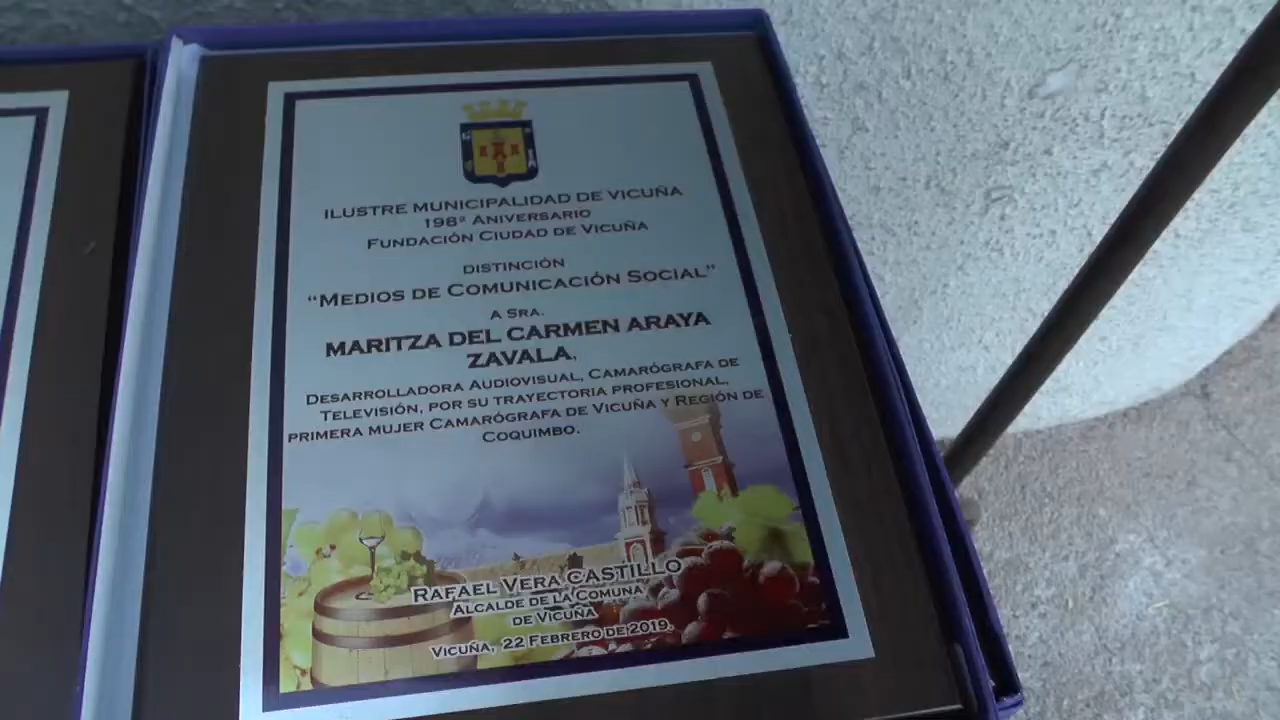 ILUSTRE MUNICIPALIDAD DE VICUÑA
198º ANIVERSARIO
FUNDACIÓN CIUDAD DE VICUÑA
DISTINCIÓN
“MEDIOS DE COMUNICACIÓN SOCIAL”
A SRA.
MARITZA DEL CARMEN ARAYA
ZAVALA,
DESARROLLADORA AUDIOVISUAL, CAMARÓGRAFA DE
TELEVISIÓN, POR SU TRAYECTORIA PROFESIONAL,
PRIMERA MUJER CAMARÓGRAFA DE VICUÑA Y REGIÓN DE
COQUIMBO.
RAFAEL VERA CASTILLO
ALCALDE DE LA COMUNA
DE VICUÑA
VICUÑA, 22 FEBRERO DE 2019.